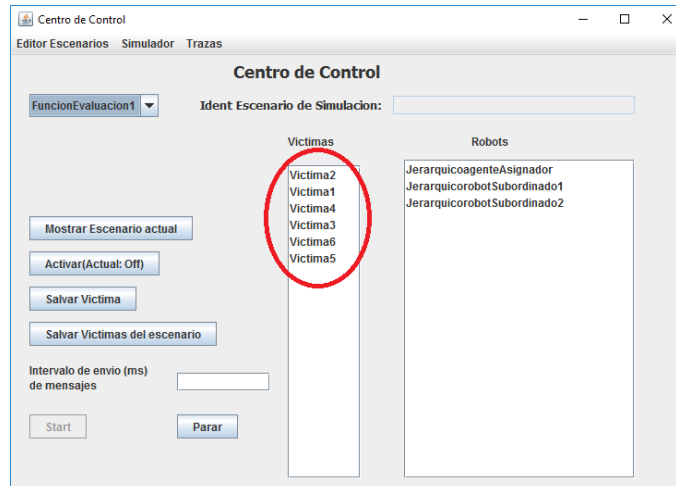 Centro de Control
Editor Escenarios Simulador Trazas
Centro de Control
FuncionEvaluacion1 Ident Escenario de Simulacion:
Victimas Robots
Victima2
Victima1
Victima4
Victima3
Victima6
Victima5
JerarquicoagenteAsignador
JerarquicorobotSubordinado1
JerarquicorobotSubordinado2
Mostrar Escenario actual
Activar(Actual: Off)
Salvar Victima
Salvar Victimas del escenario
Intervalo de envio (ms)
de mensajes
Start Parar